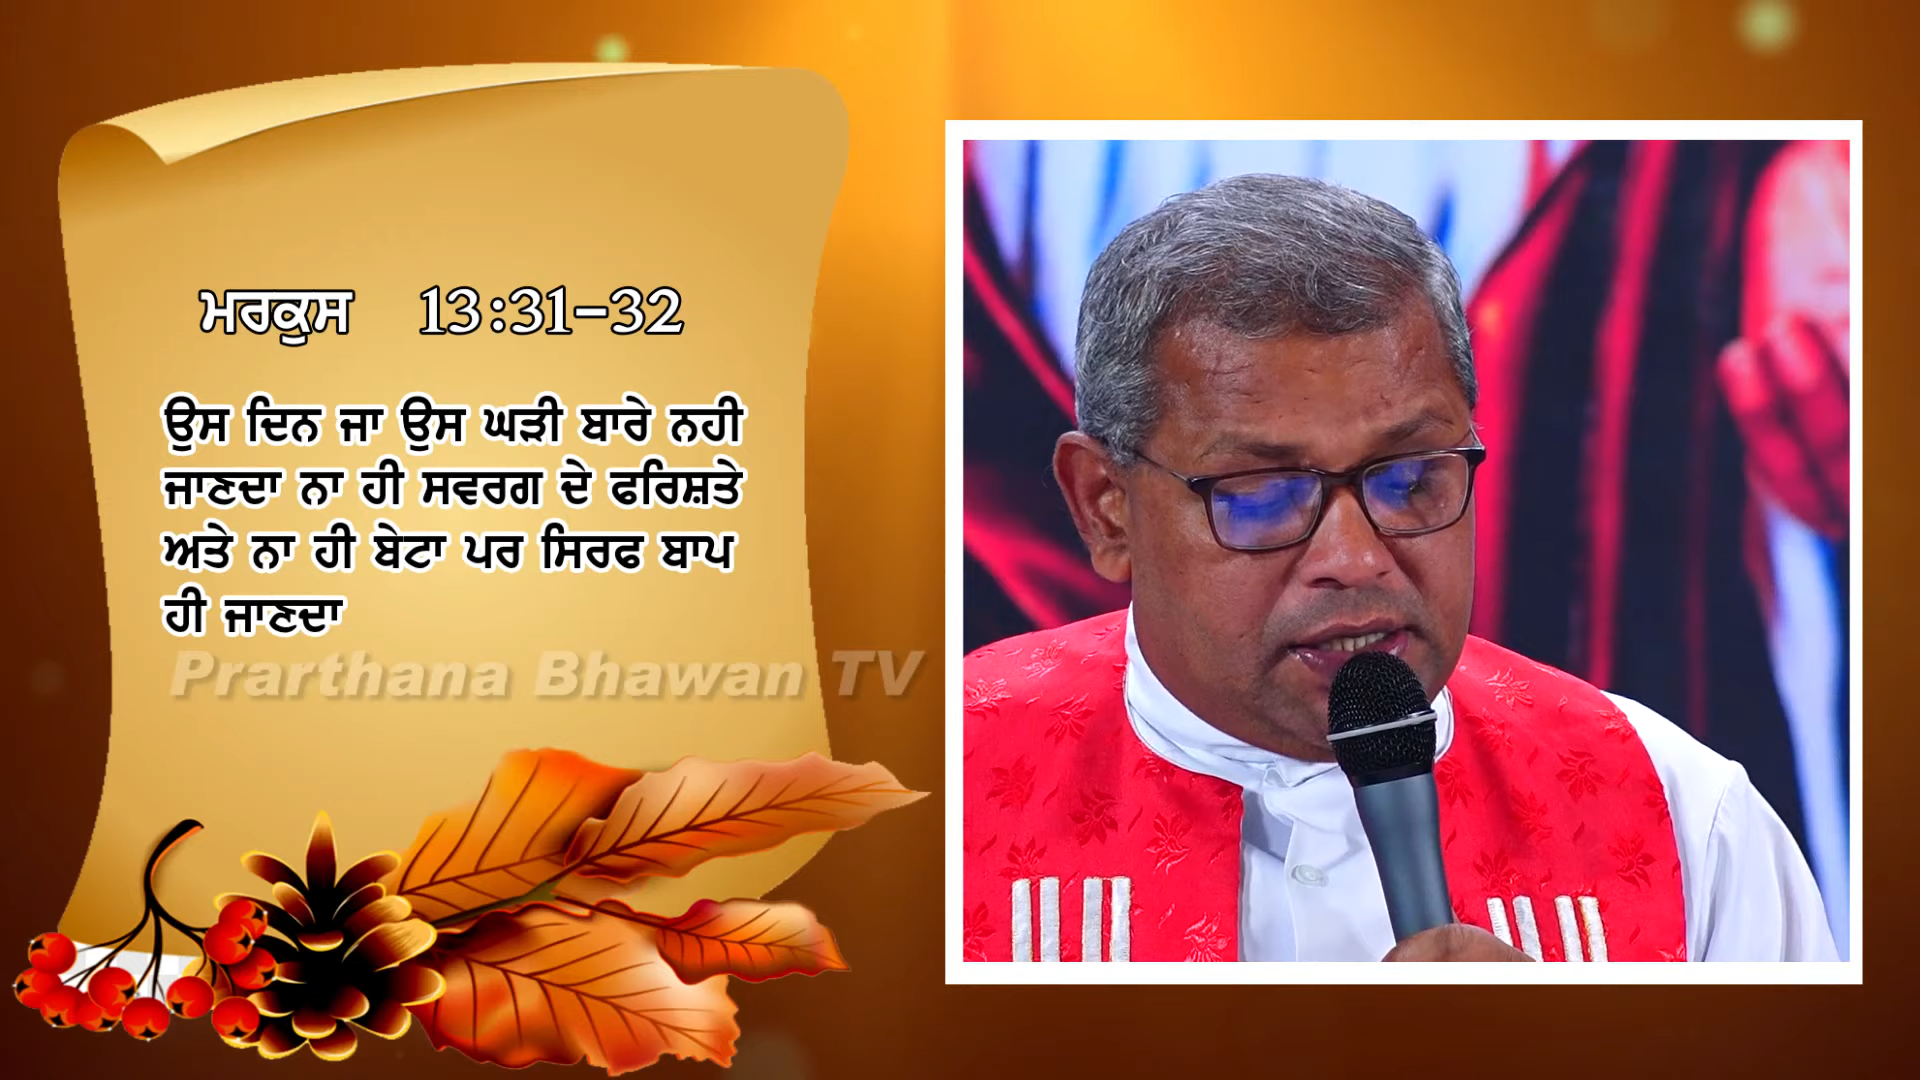 ਮਰਕੁਸ 13:31-32
ਉਸ ਦਿਨ ਜਾ ਉਸ ਘੜੀ ਬਾਰੇ ਨਹੀ
ਜਾਣਦਾ ਨਾ ਹੀ ਸਵਰਗ ਦੇ ਫਰਿਸ਼ਤੇ
ਅਤੇ ਨਾ ਹੀ ਬੇਟਾ ਪਰ ਸਿਰਫ ਬਾਪ
ਹੀ ਜਾਣਦਾ
Prarthana Bhawan TV